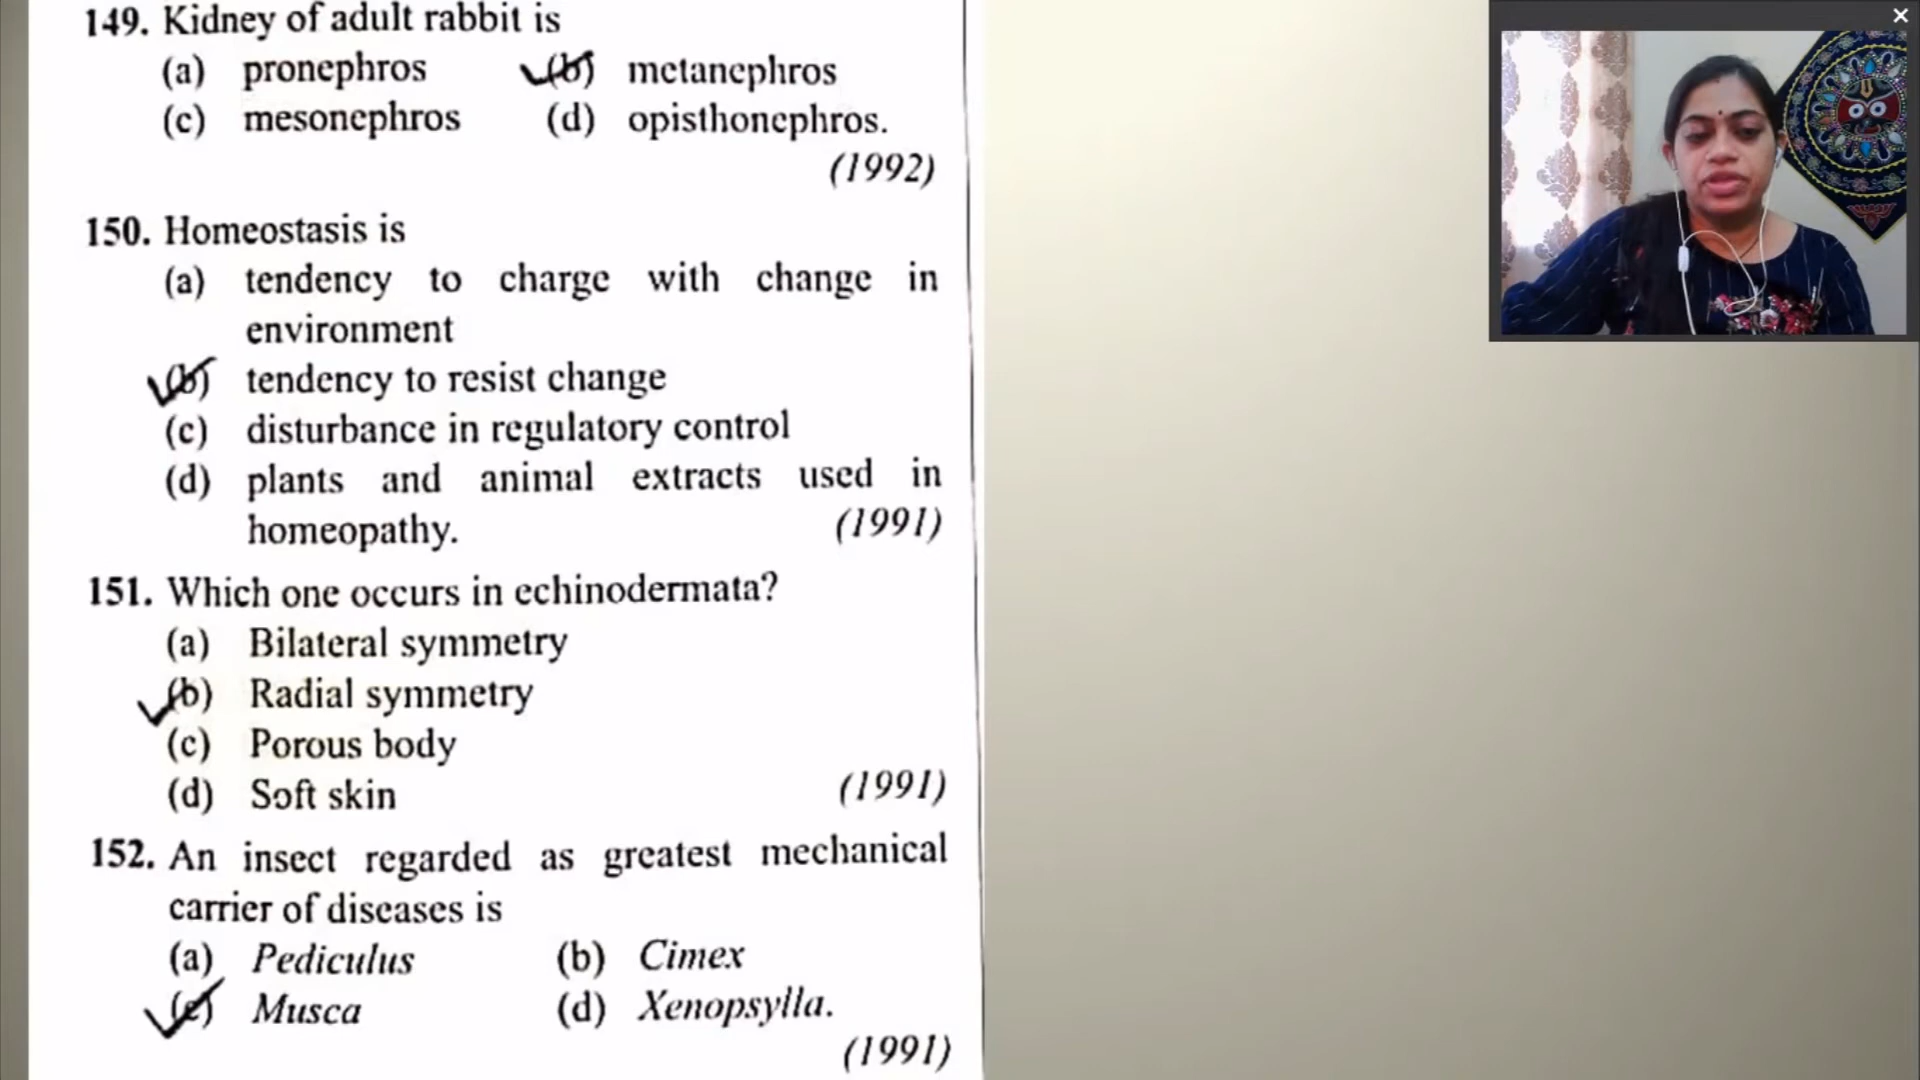 149. Kidney of adult rabbit is
(a) pronephros (b) metanephros
(c) mesonephros (d) opisthonephros.
(1992)
150. Homeostasis is
(a) tendency to charge with change in
environment
(b) tendency to resist change
(c) disturbance in regulatory control
(d) plants and animal extracts used in
homeopathy. (1991)
151. Which one occurs in echinodermata?
(a) Bilateral symmetry
(b) Radial symmetry
(c) Porous body
(d) Soft skin (1991)
152. An insect regarded as greatest mechanical
carrier of diseases is
(a) Pediculus (b) Cimex
(c) Musca (d) Xenopsylla.
(1991)